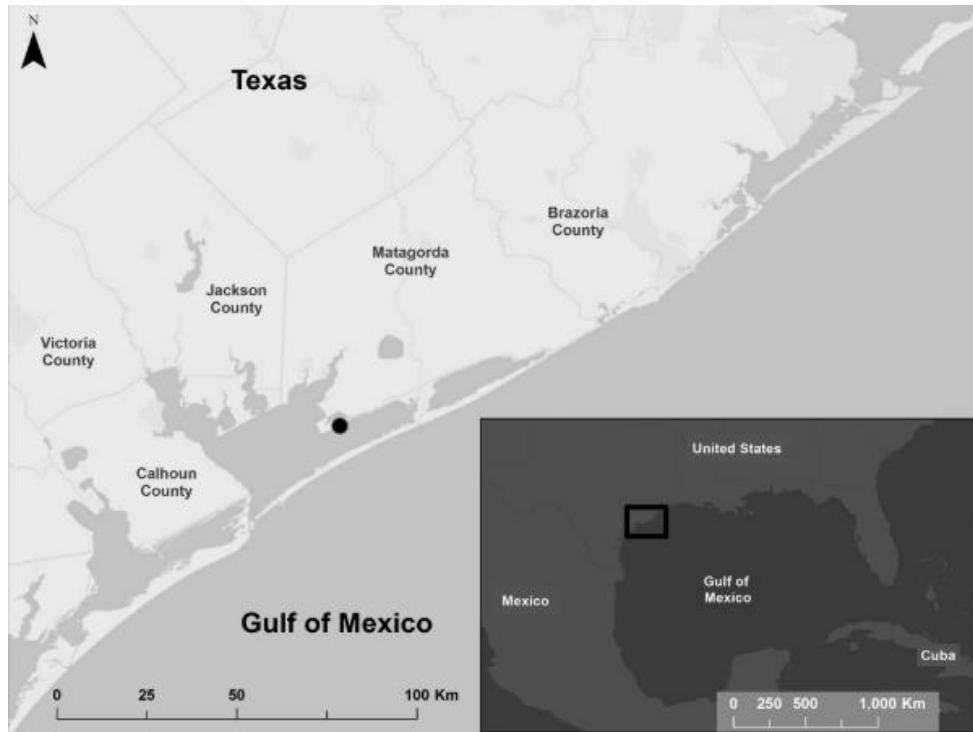 N
Texas
Brazoria
County
Matagorda
County
Jackson
County
Victoria
County
Calhoun
County
Gulf of Mexico
0 25 50 100 Km
United States
Gulf of
Mexico
Mexico
Cuba
0 250 500 1,000 Km